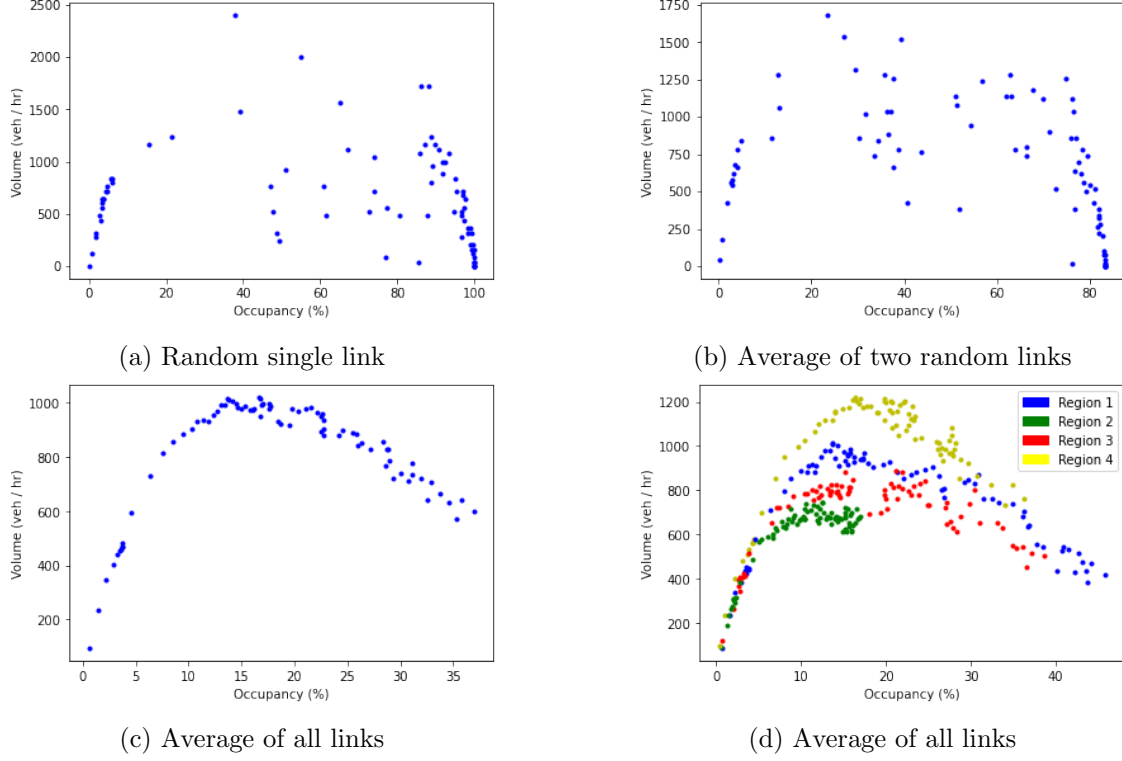 2500
2000
1500
1000
500
0
Volume (veh / hr)
0 20 40 60 80 100
Occupancy (%)
(a) Random single link
1750
1500
1250
1000
750
500
250
0
Volume (veh / hr)
0 20 40 60 80
Occupancy (%)
(b) Average of two random links
1000
800
600
400
200
Volume (veh / hr)
0 5 10 15 20 25 30 35
Occupancy (%)
(c) Average of all links
1200
1000
800
600
400
200
Volume (veh / hr)
Region 1
Region 2
Region 3
Region 4
0 10 20 30 40
Occupancy (%)
(d) Average of all links